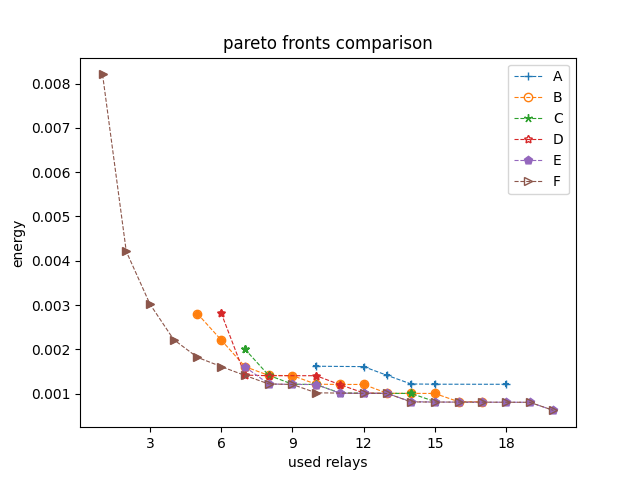 pareto fronts comparison
A
B
C
D
E
F
0.008
0.007
0.006
0.005
0.004
0.003
0.002
0.001
energy
3 6 9 12 15 18
used relays